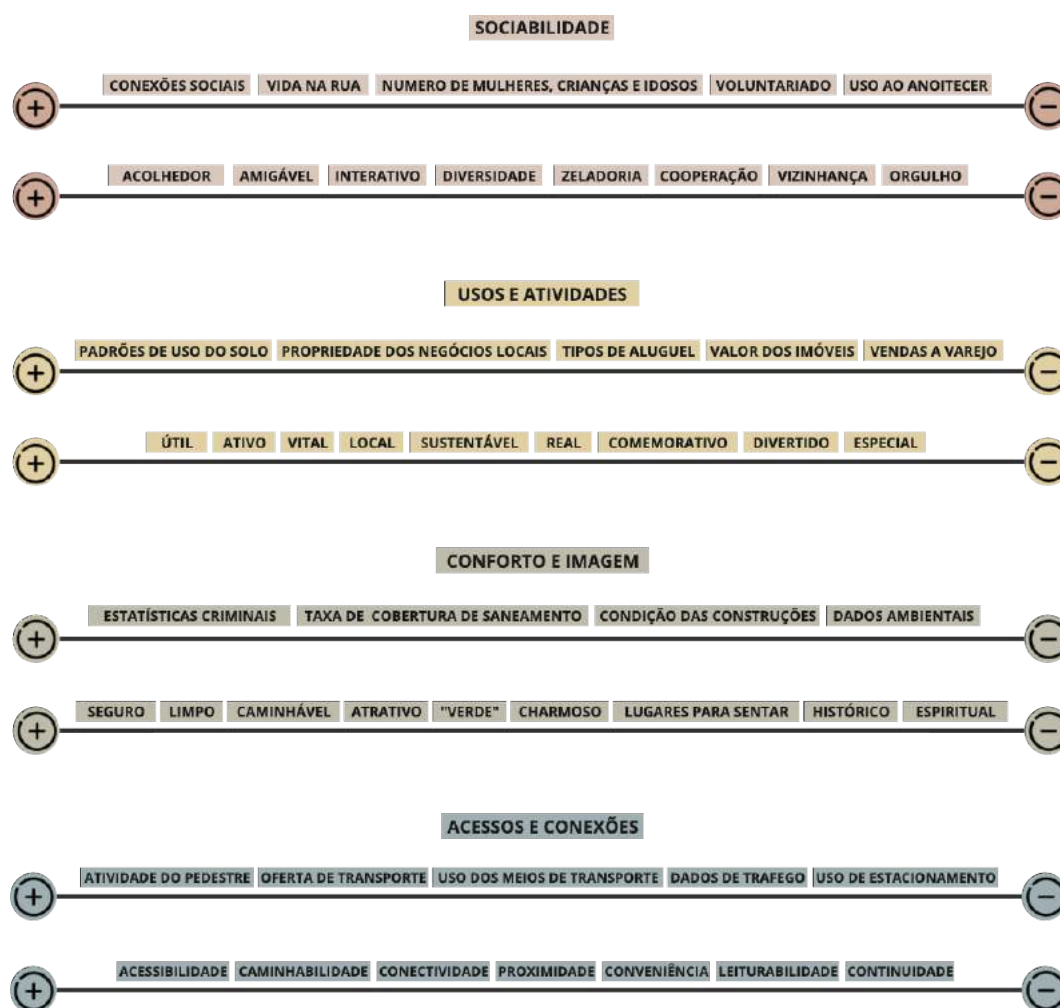 SOCIABILIDADE
CONEXÕES SOCIAIS VIDA NA RUA NUMERO DE MULHERES, CRIANÇAS E IDOSOS VOLUNTARIADO USO AO ANOITECER
+ −
ACOLHEDOR AMIGÁVEL INTERATIVO DIVERSIDADE ZELADORIA COOPERAÇÃO VIZINHANÇA ORGULHO
+ −
USOS E ATIVIDADES
PADRÕES DE USO DO SOLO PROPRIEDADE DOS NEGÓCIOS LOCAIS TIPOS DE ALUGUEL VALOR DOS IMÓVEIS VENDAS A VAREJO
+ −
ÚTIL ATIVO VITAL LOCAL SUSTENTÁVEL REAL COMEMORATIVO DIVERTIDO ESPECIAL
+ −
CONFORTO E IMAGEM
ESTATÍSTICAS CRIMINAIS TAXA DE COBERTURA DE SANEAMENTO CONDIÇÃO DAS CONSTRUÇÕES DADOS AMBIENTAIS
+ −
SEGURO LIMPO CAMINHÁVEL ATRATIVO "VERDE" CHARMOSO LUGARES PARA SENTAR HISTÓRICO ESPIRITUAL
+ −
ACESSOS E CONEXÕES
ATIVIDADE DO PEDESTRE OFERTA DE TRANSPORTE USO DOS MEIOS DE TRANSPORTE DADOS DE TRAFEGO USO DE ESTACIONAMENTO
+ −
ACESSIBILIDADE CAMINHABILIDADE CONECTIVIDADE PROXIMIDADE CONVENIÊNCIA LEITURABILIDADE CONTINUIDADE
+ −